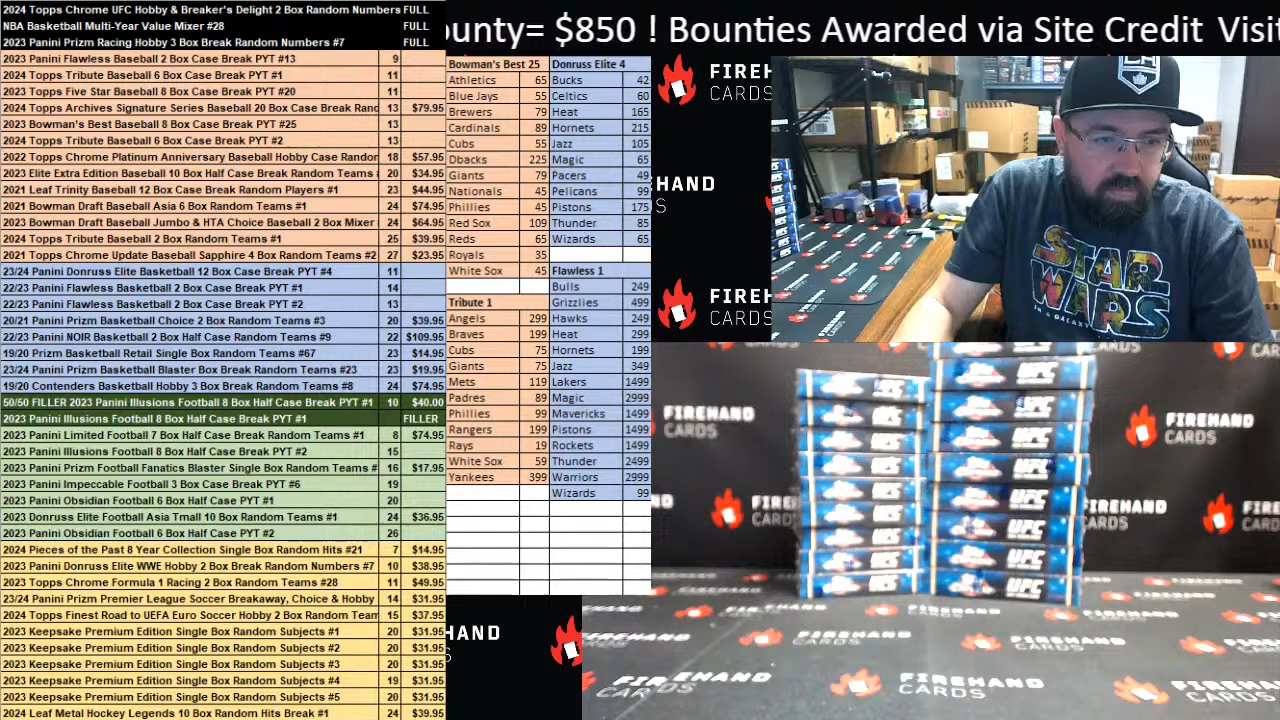 2024 Topps Chrome UFC Hobby & Breaker's Delight 2 Box Random Numbers FULL
NBA Basketball Multi-Year Value Mixer #28 FULL
2023 Panini Prizm Racing Hobby 3 Box Break Random Numbers #7 FULL
2023 Panini Flawless Baseball 2 Box Case Break PYT #13 9
2024 Topps Tribute Baseball 6 Box Case Break PYT #1 11
2023 Topps Five Star Baseball 8 Box Case Break PYT #20 11
2024 Topps Archives Signature Series Baseball 20 Box Case Break Ranc 13 $79.95
2023 Bowman's Best Baseball 8 Box Case Break PYT #25 13
2024 Topps Tribute Baseball 6 Box Case Break PYT #2 13
2022 Topps Chrome Platinum Anniversary Baseball Hobby Case Randor 18 $57.95
2023 Elite Extra Edition Baseball 10 Box Half Case Break Random Teams 20 $34.95
2021 Leaf Trinity Baseball 12 Box Case Break Random Players #1 23 $44.95
2021 Bowman Draft Baseball Asia 6 Box Random Teams #1 24 $74.95
2023 Bowman Draft Baseball Jumbo & HTA Choice Baseball 2 Box Mixer 24 $64.95
2024 Topps Tribute Baseball 2 Box Random Teams #1 25 $39.95
2021 Topps Chrome Update Baseball Sapphire 4 Box Random Teams #2 27 $23.95
23/24 Panini Donruss Elite Basketball 12 Box Case Break PYT #4 11
22/23 Panini Flawless Basketball 2 Box PYT #1 14
22/23 Panini Flawless Basketball 2 Box PYT #2 13
20/21 Panini Prizm Basketball Choice 2 Box Random Teams #3 20 $39.95
22/23 Panini NOIR Basketball 2 Box Half Case Random Teams #9 22 $109.95
19/20 Prizm Basketball Retail Single Box Random Teams #67 23 $14.95
23/24 Panini Prizm Basketball Blaster Box Break Random Teams #23 23 $19.95
19/20 Contenders Basketball Hobby 3 Box Break Random Teams #8 24 $74.95
50/50 FILLER 2023 Panini Illusions Football 8 Box Half Case Break PYT #1 10 $40.00
2023 Panini Illusions Football 8 Box Half Case Break PYT #1 FILLER
2023 Panini Limited Football 7 Box Half Case Break Random Teams #1 8 $74.95
2023 Panini Illusions Football 8 Box Half Case Break PYT #2 15
2023 Panini Prizm Football Fanatics Blaster Single Box Random Teams # 16 $17.95
2023 Panini Impeccable Football 3 Box Case PYT #6 19
2023 Panini Obsidian Football 6 Box Half Case PYT #1 20
2023 Donruss Elite Football Asia Tmall 10 Box Random Teams #1 24 $36.95
2023 Panini Obsidian Football 6 Box Half Case PYT #2 26
2024 Pieces of the Past 8 Year Collection Single Box Random Hits #21 7 $14.95
2023 Panini Donruss Elite WWE Hobby 2 Box Random Numbers #7 10 $38.95
2023 Topps Chrome Formula 1 Racing 2 Box Random Teams #28 11 $49.95
23/24 Panini Prizm Premier League Soccer Breakaway, Choice & Hobby 14 $31.95
2024 Topps Finest Road to UEFA Euro Soccer Hobby 2 Box Random Team 15 $37.95
2023 Keepsake Premium Edition Single Box Random Subjects #1 20 $31.95
2023 Keepsake Premium Edition Single Box Random Subjects #2 20 $31.95
2023 Keepsake Premium Edition Single Box Random Subjects #3 20 $31.95
2023 Keepsake Premium Edition Single Box Random Subjects #4 19 $31.95
2023 Keepsake Premium Edition Single Box Random Subjects #5 20 $31.95
2024 Leaf Metal Hockey Legends 10 Box Random Hits Break #1 24 $39.95
ounty= $850 ! Bounties Awarded via Site Credit Visit
Bowman's Best 25
Athletics 65
Blue Jays 55
Brewers 79
Cardinals 89
Cubs 55
Dbacks 225
Giants 79
Nationals 45
Phillies 45
Red Sox 109
Reds 65
Royals 35
White Sox 45
Tribute 1
Angels 299
Braves 199
Cubs 75
Giants 75
Mets 119
Padres 89
Phillies 99
Rangers 199
Rays 19
White Sox 59
Yankees 399
Donruss Elite 4
Bucks 42
Celtics 60
Heat 165
Hornets 215
Jazz 105
Magic 65
Pacers 49
Pelicans 99
Pistons 175
Thunder 85
Wizards 65
Flawless 1
Bulls 249
Grizzlies 499
Hawks 249
Heat 299
Hornets 199
Jazz 349
Lakers 1499
Magic 2999
Mavericks 1499
Pistons 1499
Rockets 1499
Thunder 2499
Warriors 2999
Wizards 99
FIREH
CARDS
HAND
S
FIREH
CARDS
HAND
LA
STAR
WARS
IN A GALAXY
FIREHAND
CARDS
FIREHAND
CARDS
FIREHAND
CARDS
FIREHAND
CARDS
UFC
UFC
UFC
UFC
UFC
UFC
UFC
UFC
FIREHAND
CARDS
FIREHAND
CARDS
FIREHAND
CARDS